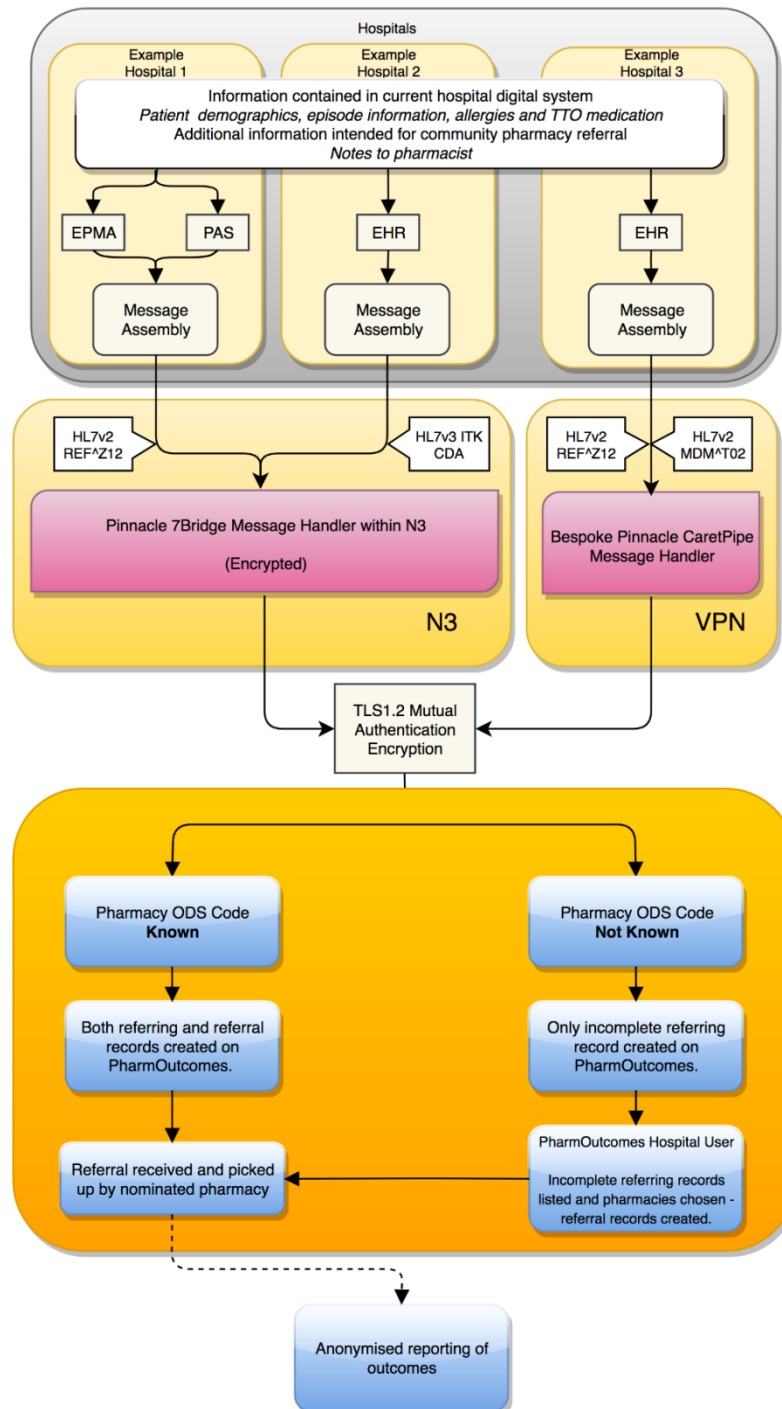 Hospitals
Example
Hospital 1
Example
Hospital 2
Example
Hospital 3
Information contained in current hospital digital system
Patient demographics, episode information, allergies and TTO medication
Additional information intended for community pharmacy referral
Notes to pharmacist
EPMA
PAS
EHR
EHR
Message
Assembly
Message
Assembly
Message
Assembly
HL7v2
REF^Z12
HL7v3 ITK
CDA
HL7v2
REF^Z12
HL7v2
MDM^T02
Pinnacle 7Bridge Message Handler within N3
(Encrypted)
Bespoke Pinnacle CaretPipe
Message Handler
N3
VPN
TLS1.2 Mutual
Authentication
Encryption
Pharmacy ODS Code
Known
Pharmacy ODS Code
Not Known
Both referring and referral
records created on
PharmOutcomes.
Only incomplete referring
record created on
PharmOutcomes.
Referral received and picked
up by nominated pharmacy
PharmOutcomes Hospital User
Incomplete referring records
listed and pharmacies chosen -
referral records created.
Anonymised reporting of
outcomes